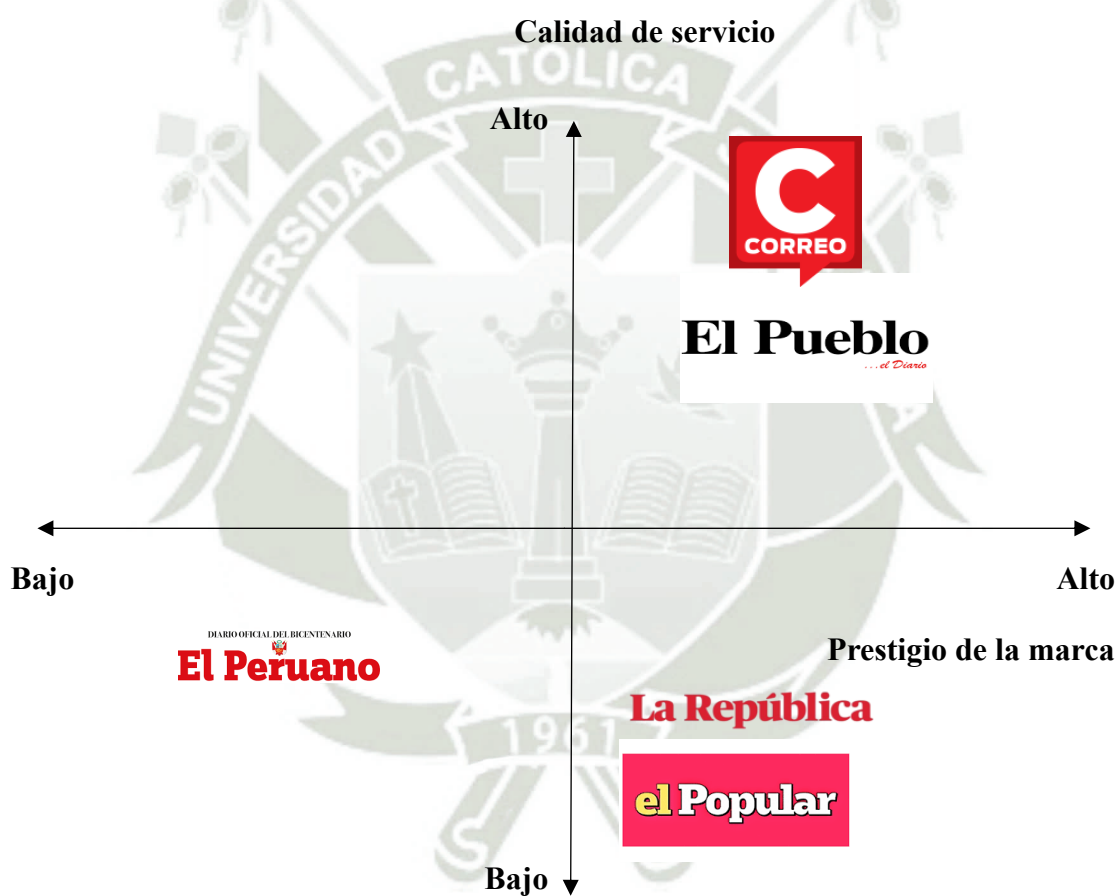 Calidad de servicio
CATOLICA
UNIVERSIDAD
Alto
C
CORREO
El Pueblo
...el Diario
Bajo
Alto
DIARIO OFICIAL DEL BICENTENARIO
El Peruano
Prestigio de la marca
La República
1961
el Popular
Bajo